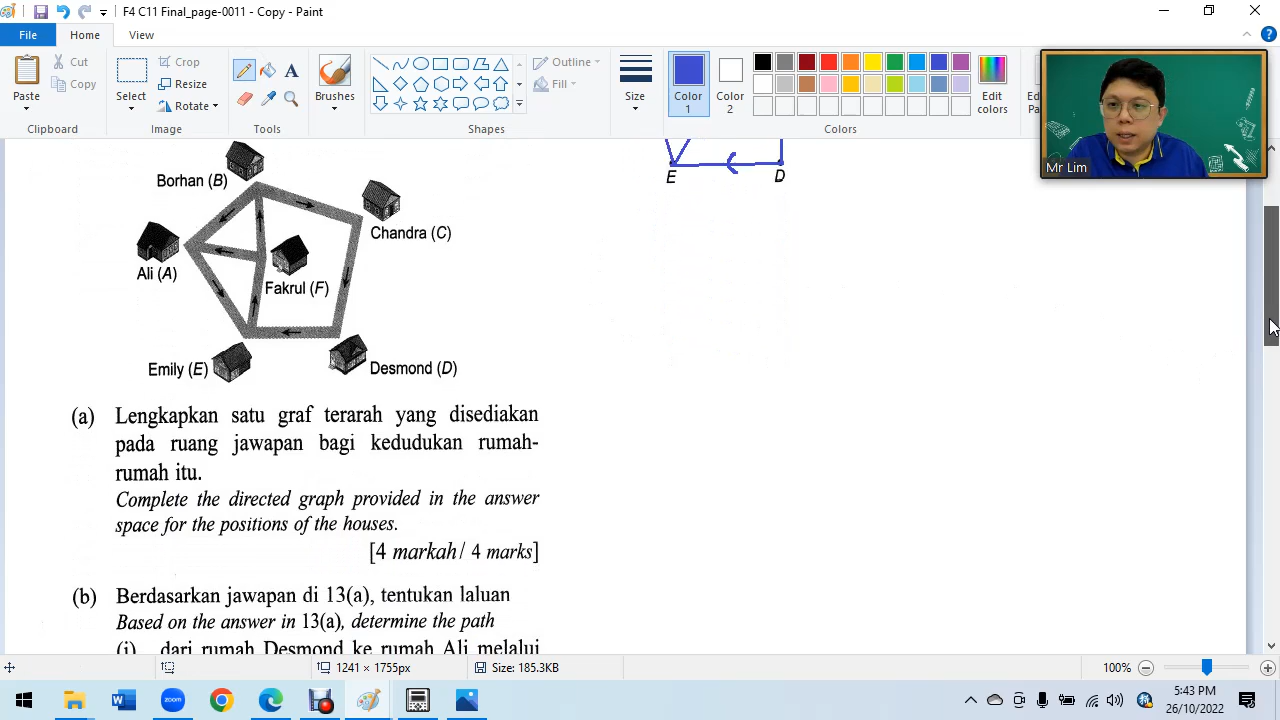 F4 C11 Final_page-0011 - Copy - Paint
File
Home
View
Paste
Cut
Copy
Clipboard
Select
Crop
Resize
Rotate
Image
A
Tools
Brushes
Outline
Fill
Shapes
Size
Color
1
Color
2
Colors
Edit
colors
Ed
Pa
Mr Lim
Borhan (B)
Chandra (C)
Ali (A)
Fakrul (F)
Emily (E)
Desmond (D)
E
D
(a) Lengkapkan satu graf terarah yang disediakan
pada ruang jawapan bagi kedudukan rumah-
rumah itu.
Complete the directed graph provided in the answer
space for the positions of the houses.
[4 markah/ 4 marks]
(b) Berdasarkan jawapan di 13(a), tentukan laluan
Based on the answer in 13(a), determine the path
(i) dari rumah Desmond ke rumah Ali melalui
1241 × 1755px
Size: 185.3KB
100%
zoom
5:43 PM
26/10/2022